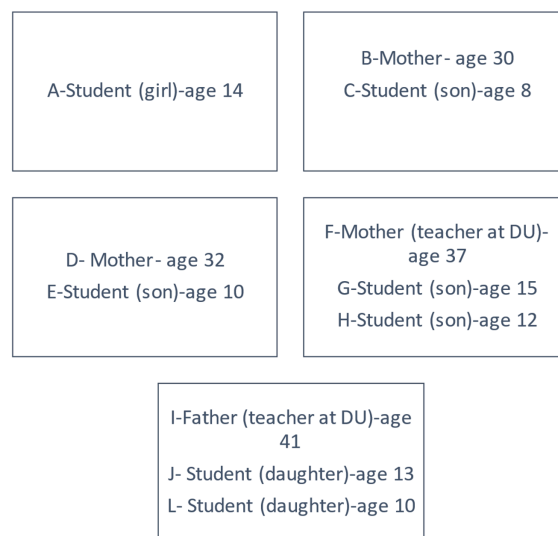 A-Student (girl)-age 14
B-Mother- age 30
C-Student (son)-age 8
D- Mother- age 32
E-Student (son)-age 10
F-Mother (teacher at DU)-
age 37
G-Student (son)-age 15
H-Student (son)-age 12
I-Father (teacher at DU)-age
41
J- Student (daughter)-age 13
L- Student (daughter)-age 10